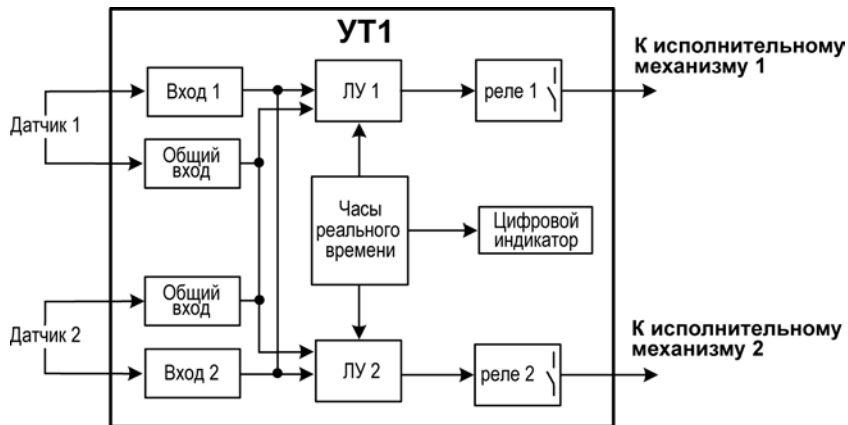 УТ1
К исполнительному
механизму 1
Вход 1
ЛУ 1
реле 1
Датчик 1
Общий
вход
Часы
реального
времени
Цифровой
индикатор
Общий
вход
Датчик 2
К исполнительному
механизму 2
Вход 2
ЛУ 2
реле 2